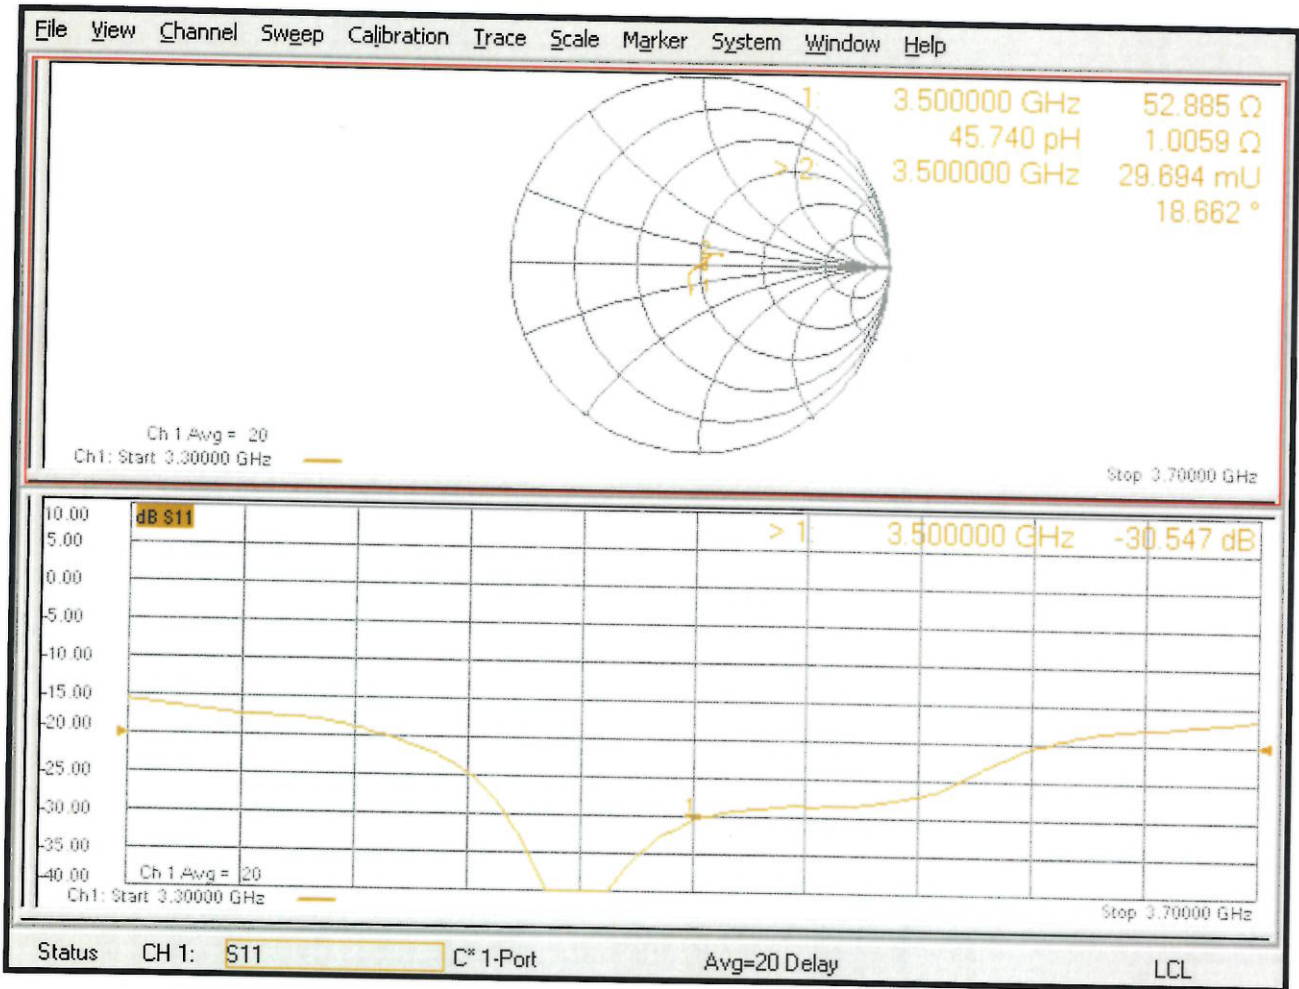 File View Channel Sweep Calibration Trace Scale Marker System Window Help
1: 3.500000 GHz 52.885 Ω
45.740 pH 1.0059 Ω
> 2: 3.500000 GHz 29.694 mU
18.662 °
Ch 1 Avg = 20
Ch1: Start 3.30000 GHz
Stop 3.70000 GHz
10.00
dB S11
> 1: 3.500000 GHz -30.547 dB
5.00
0.00
-5.00
-10.00
-15.00
-20.00
-25.00
-30.00
1
-35.00
-40.00
Ch 1 Avg = 20
Ch1: Start 3.30000 GHz
Stop 3.70000 GHz
Status CH 1: S11 C* 1-Port Avg=20 Delay LCL